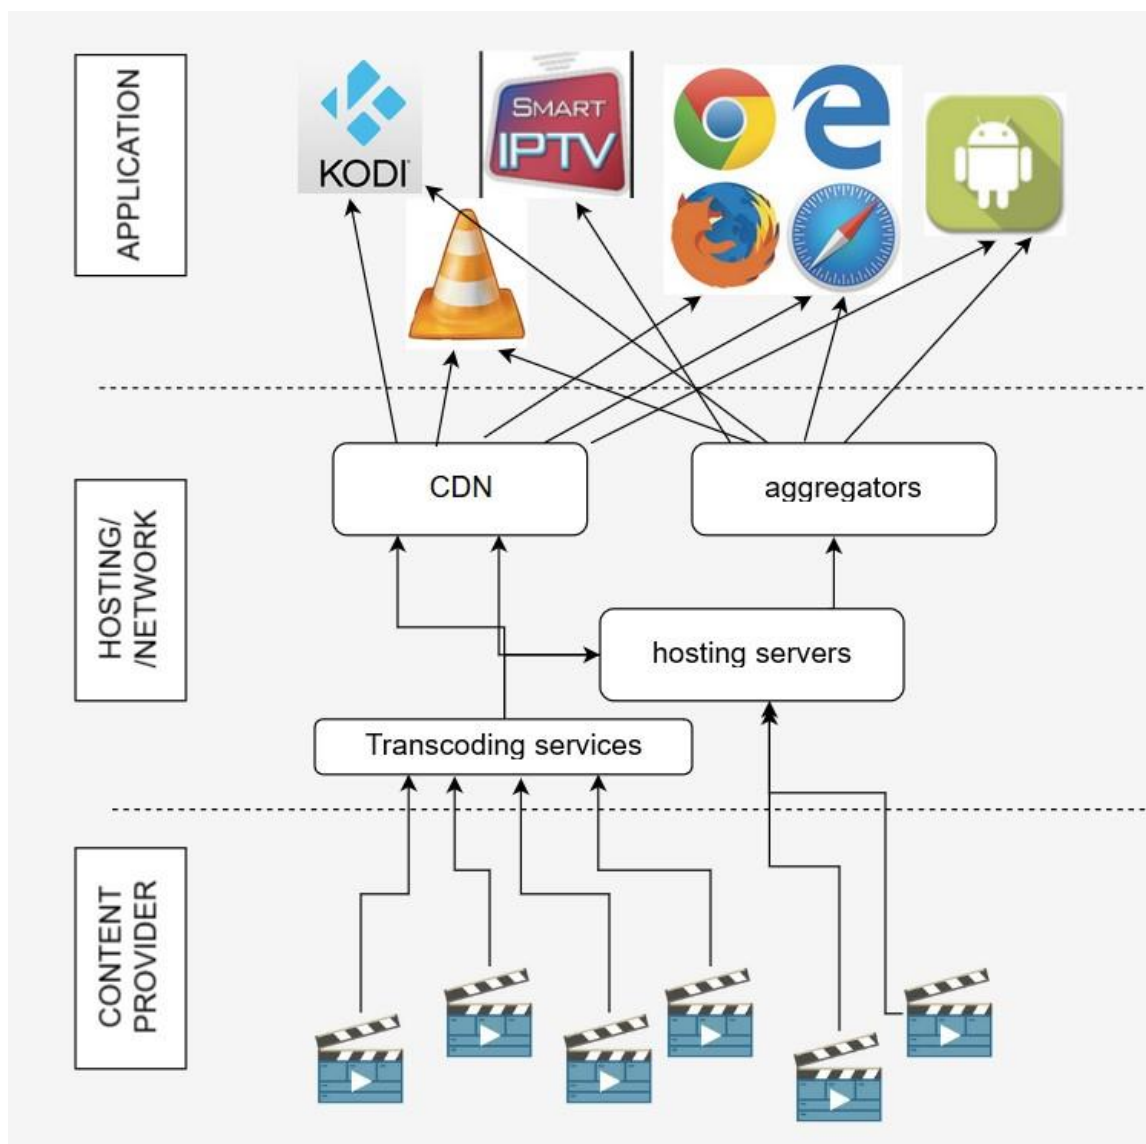 APPLICATION
KODI
SMART
IPTV
HOSTING/
/NETWORK
CDN
aggregators
hosting servers
Transcoding services
CONTENT
PROVIDER